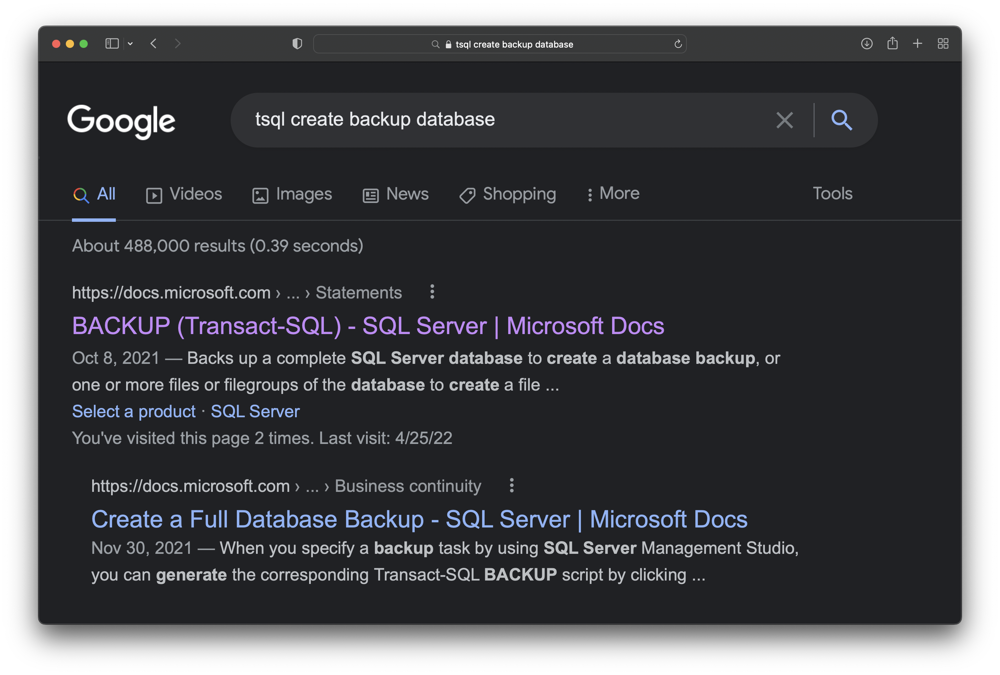 tsql create backup database
Google
tsql create backup database
All Videos Images News Shopping More Tools
About 488,000 results (0.39 seconds)
https://docs.microsoft.com › ... › Statements
BACKUP (Transact-SQL) - SQL Server | Microsoft Docs
Oct 8, 2021 — Backs up a complete SQL Server database to create a database backup, or
one or more files or filegroups of the database to create a file ...
Select a product · SQL Server
You've visited this page 2 times. Last visit: 4/25/22
https://docs.microsoft.com › ... › Business continuity
Create a Full Database Backup - SQL Server | Microsoft Docs
Nov 30, 2021 — When you specify a backup task by using SQL Server Management Studio,
you can generate the corresponding Transact-SQL BACKUP script by clicking ...